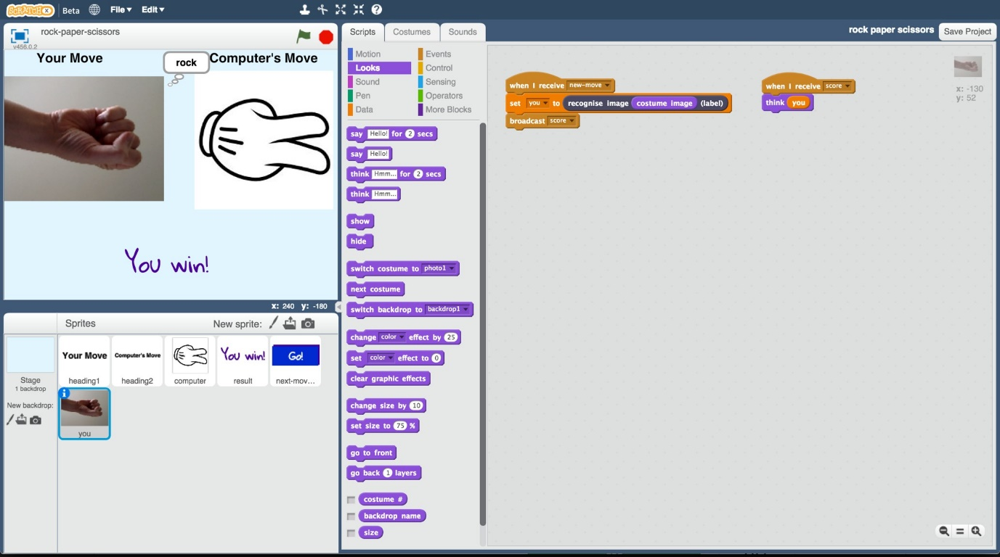 SCRATCHX
Beta
File▾
Edit▾
rock-paper-scissors
v456.0.2
Your Move
rock
Computer's Move
You win!
x: 240 y: -180
Sprites
New sprite:
Stage
1 backdrop
New backdrop:
Your Move
heading1
Computer's Move
heading2
computer
You win!
result
Go!
next-mov...
you
Scripts
Costumes
Sounds
rock paper scissors
Save Project
Motion
Looks
Sound
Pen
Data
Events
Control
Sensing
Operators
More Blocks
say Hello! for 2 secs
say Hello!
think Hmm... for 2 secs
think Hmm...
show
hide
switch costume to photo1
next costume
switch backdrop to backdrop1
change color effect by 25
set color effect to 0
clear graphic effects
change size by 10
set size to 75 %
go to front
go back 1 layers
costume #
backdrop name
size
when I receive new-move
set you to recognise image costume image (label)
broadcast score
when I receive score
think you
x: -130
y: 52